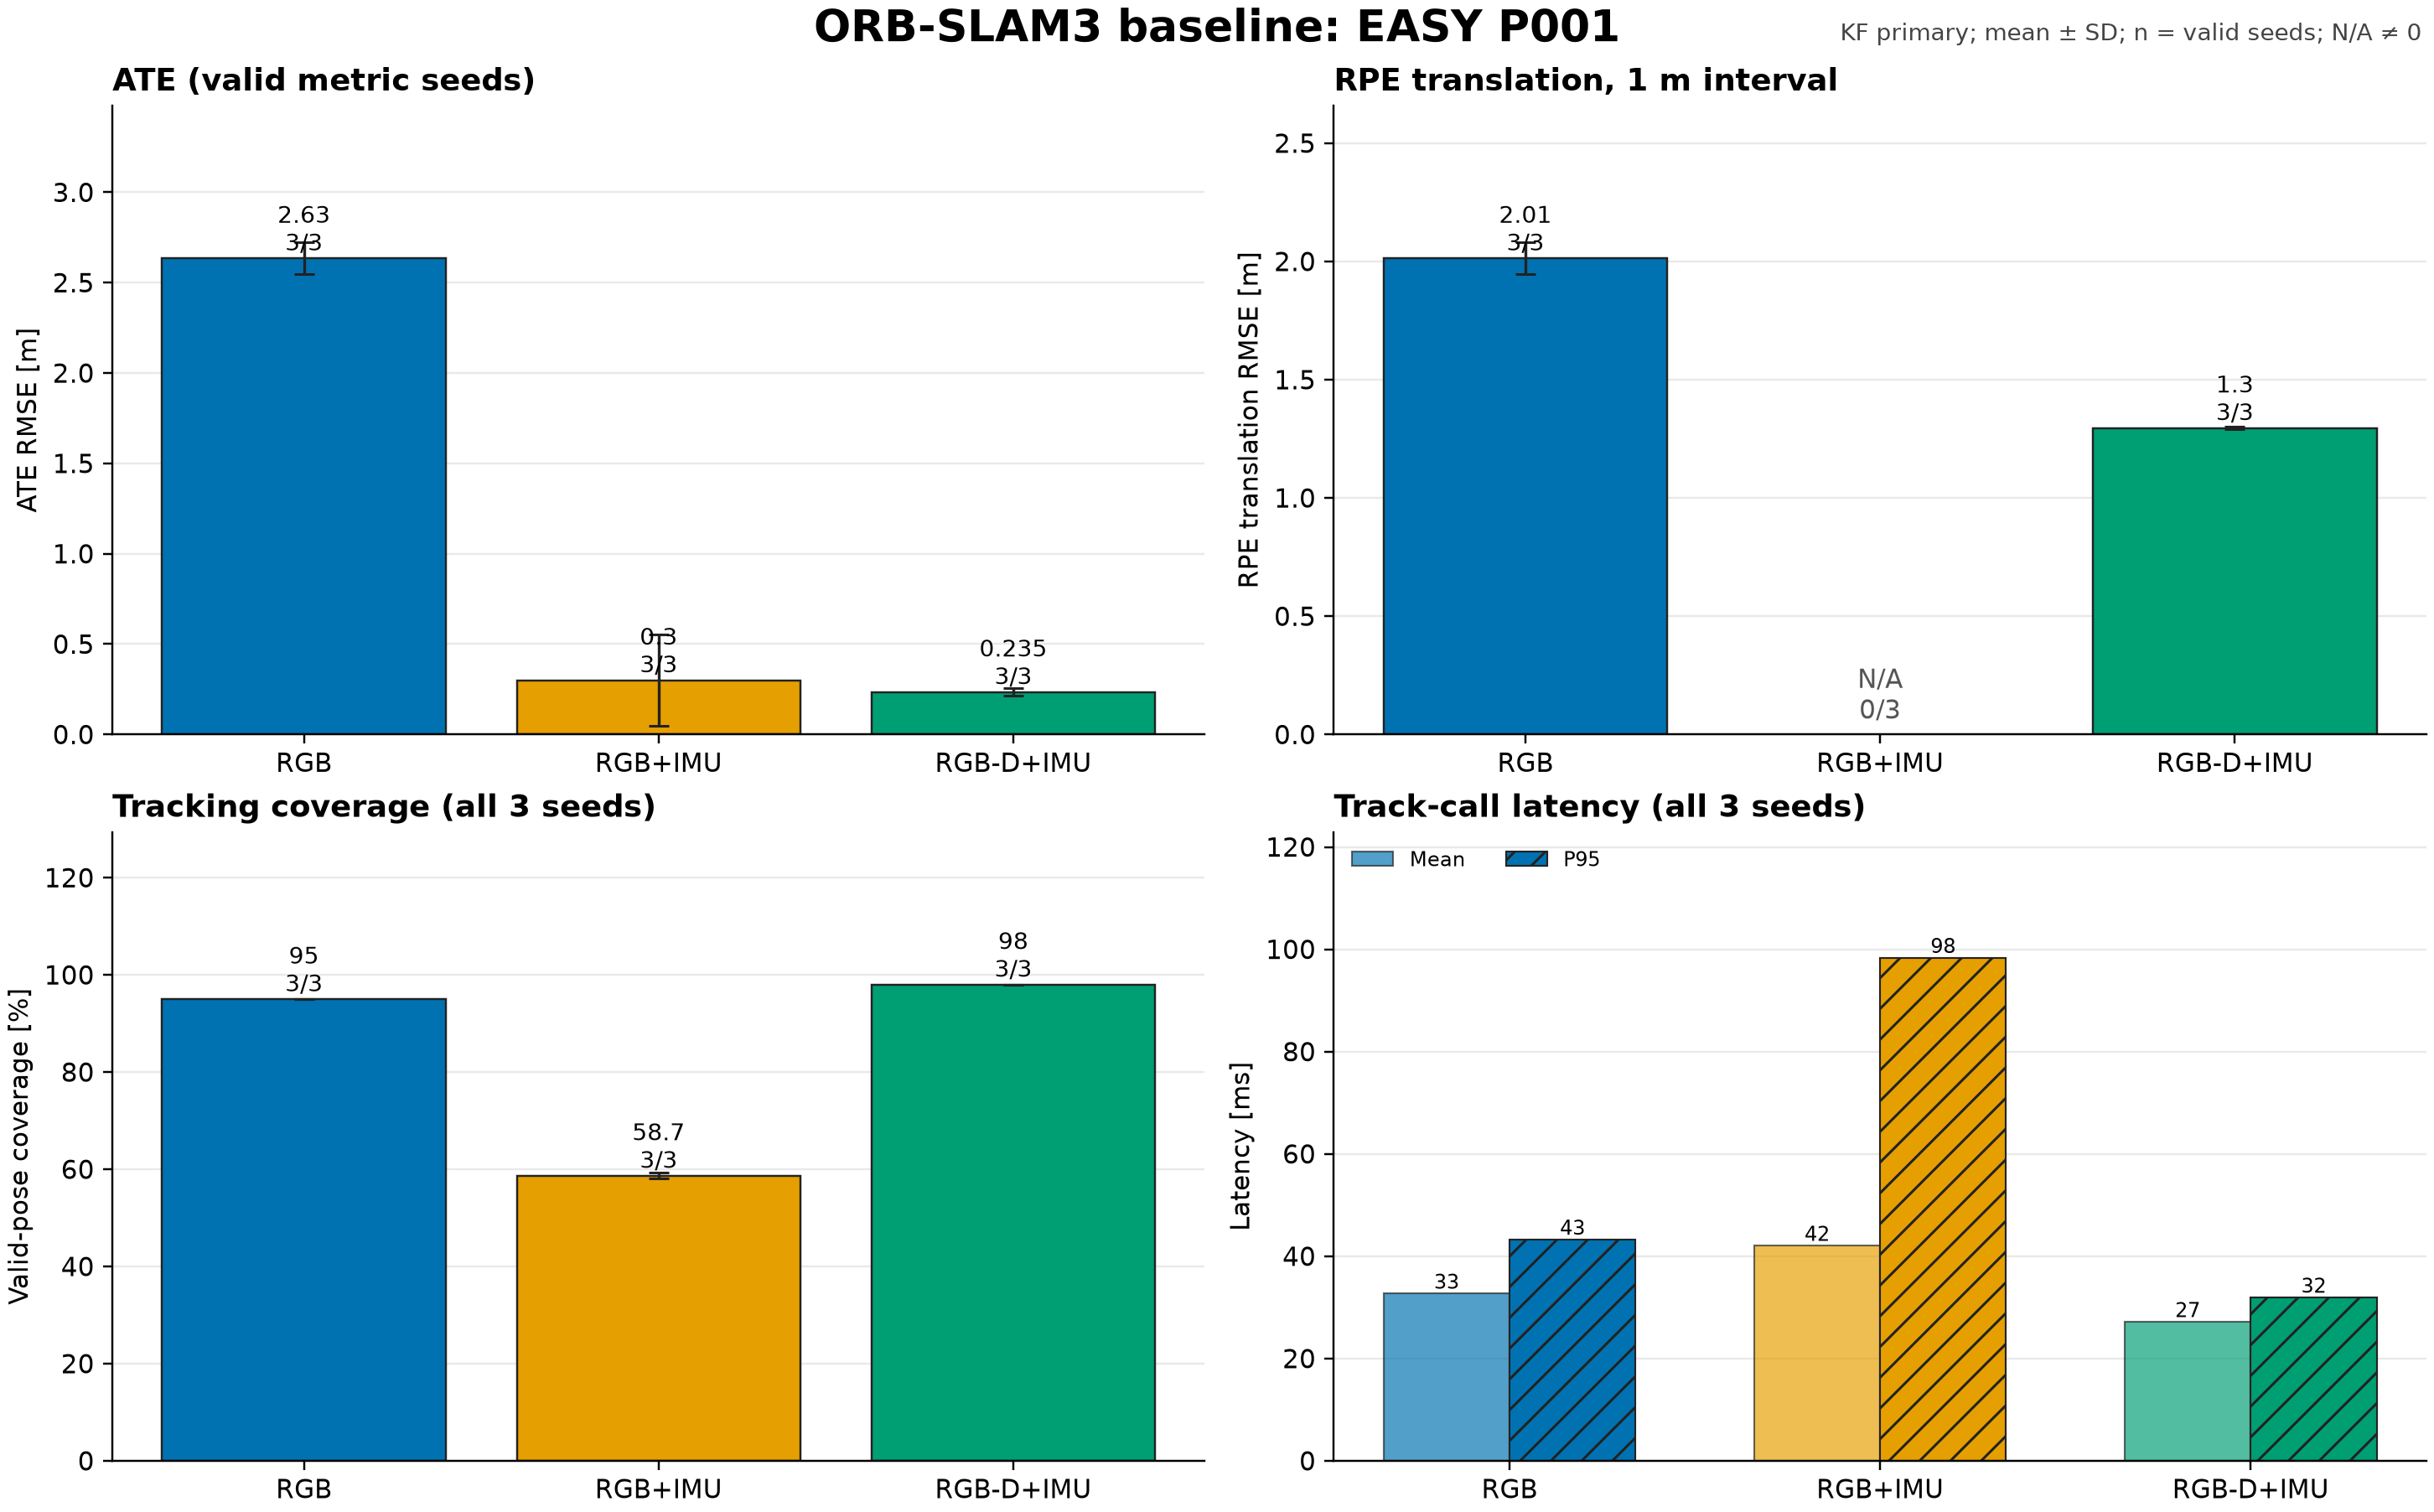 ORB-SLAM3 baseline: EASY P001
KF primary; mean ± SD; n = valid seeds; N/A ≠ 0
ATE (valid metric seeds)
ATE RMSE [m]
3.0
2.5
2.0
1.5
1.0
0.5
0.0
2.63
3/3
0.3
3/3
0.235
3/3
RGB
RGB+IMU
RGB-D+IMU
RPE translation, 1 m interval
RPE translation RMSE [m]
2.5
2.0
1.5
1.0
0.5
0.0
2.01
3/3
N/A
0/3
1.3
3/3
RGB
RGB+IMU
RGB-D+IMU
Tracking coverage (all 3 seeds)
Valid-pose coverage [%]
120
100
80
60
40
20
0
95
3/3
58.7
3/3
98
3/3
RGB
RGB+IMU
RGB-D+IMU
Track-call latency (all 3 seeds)
Latency [ms]
120
100
80
60
40
20
0
Mean
P95
33
43
42
98
27
32
RGB
RGB+IMU
RGB-D+IMU